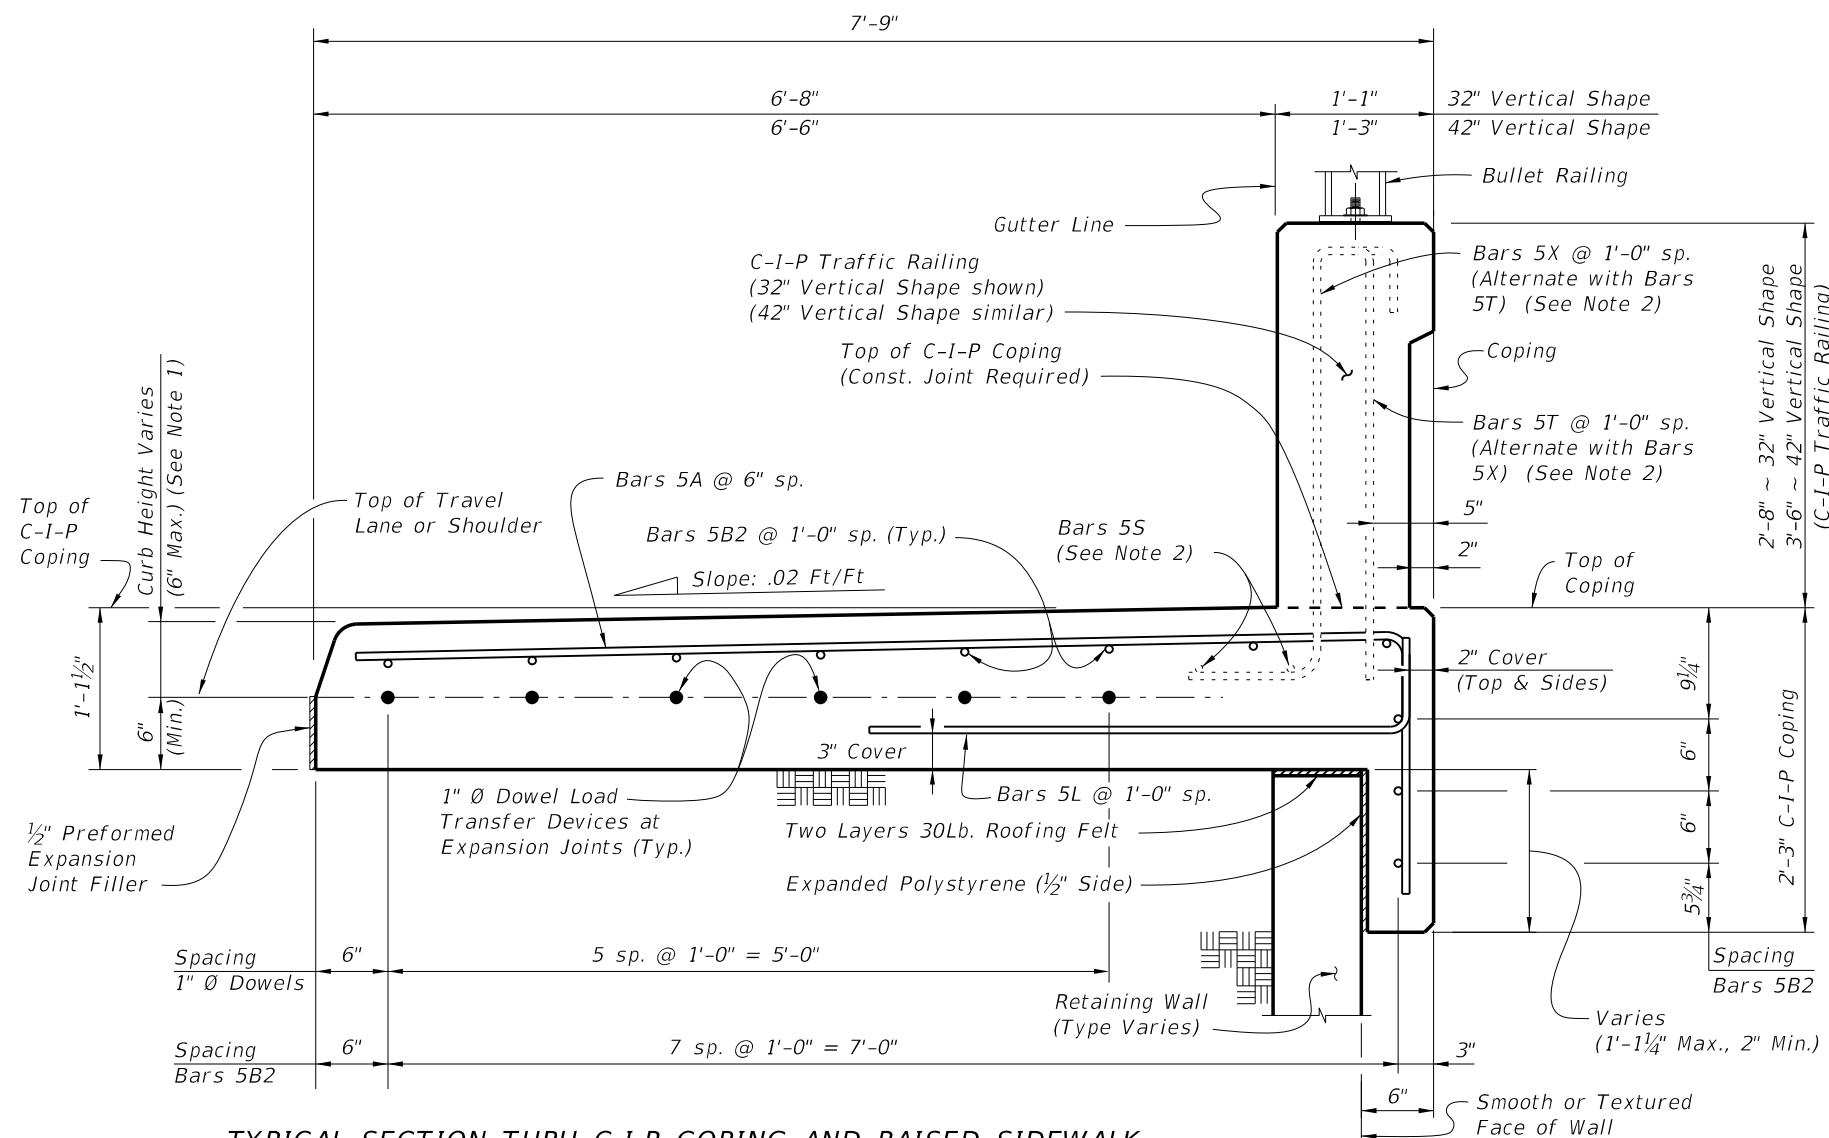 7'-9"
6'-8"
6'-6"
1'-1"
1'-3"
32" Vertical Shape
42" Vertical Shape
Bullet Railing
Gutter Line
C-I-P Traffic Railing
(32" Vertical Shape shown)
(42" Vertical Shape similar)
Bars 5X @ 1'-0" sp.
(Alternate with Bars
5T) (See Note 2)
Top of C-I-P Coping
(Const. Joint Required)
Coping
Bars 5T @ 1'-0" sp.
(Alternate with Bars
5X) (See Note 2)
2'-8" ~ 32" Vertical Shape
3'-6" ~ 42" Vertical Shape
(C-I-P Traffic Railing)
Curb Height Varies
(6" Max.) (See Note 1)
Top of
C-I-P
Coping
Top of Travel
Lane or Shoulder
Bars 5A @ 6" sp.
Bars 5B2 @ 1'-0" sp. (Typ.)
Bars 5S
(See Note 2)
5"
2"
Top of
Coping
Slope: .02 Ft/Ft
2" Cover
(Top & Sides)
1'-1½"
6"
(Min.)
3" Cover
9¼"
6"
6"
5¾"
2'-3" C-I-P Coping
1" Ø Dowel Load
Transfer Devices at
Expansion Joints (Typ.)
Bars 5L @ 1'-0" sp.
Two Layers 30Lb. Roofing Felt
Expanded Polystyrene (½" Side)
½" Preformed
Expansion
Joint Filler
Spacing
1" Ø Dowels
6"
5 sp. @ 1'-0" = 5'-0"
Spacing
Bars 5B2
Retaining Wall
(Type Varies)
Varies
(1'-1¼" Max., 2" Min.)
Spacing
Bars 5B2
6"
7 sp. @ 1'-0" = 7'-0"
3"
6"
Smooth or Textured
Face of Wall
TYPICAL SECTION THRU C-I-P COPING AND RAISED SIDEWALK